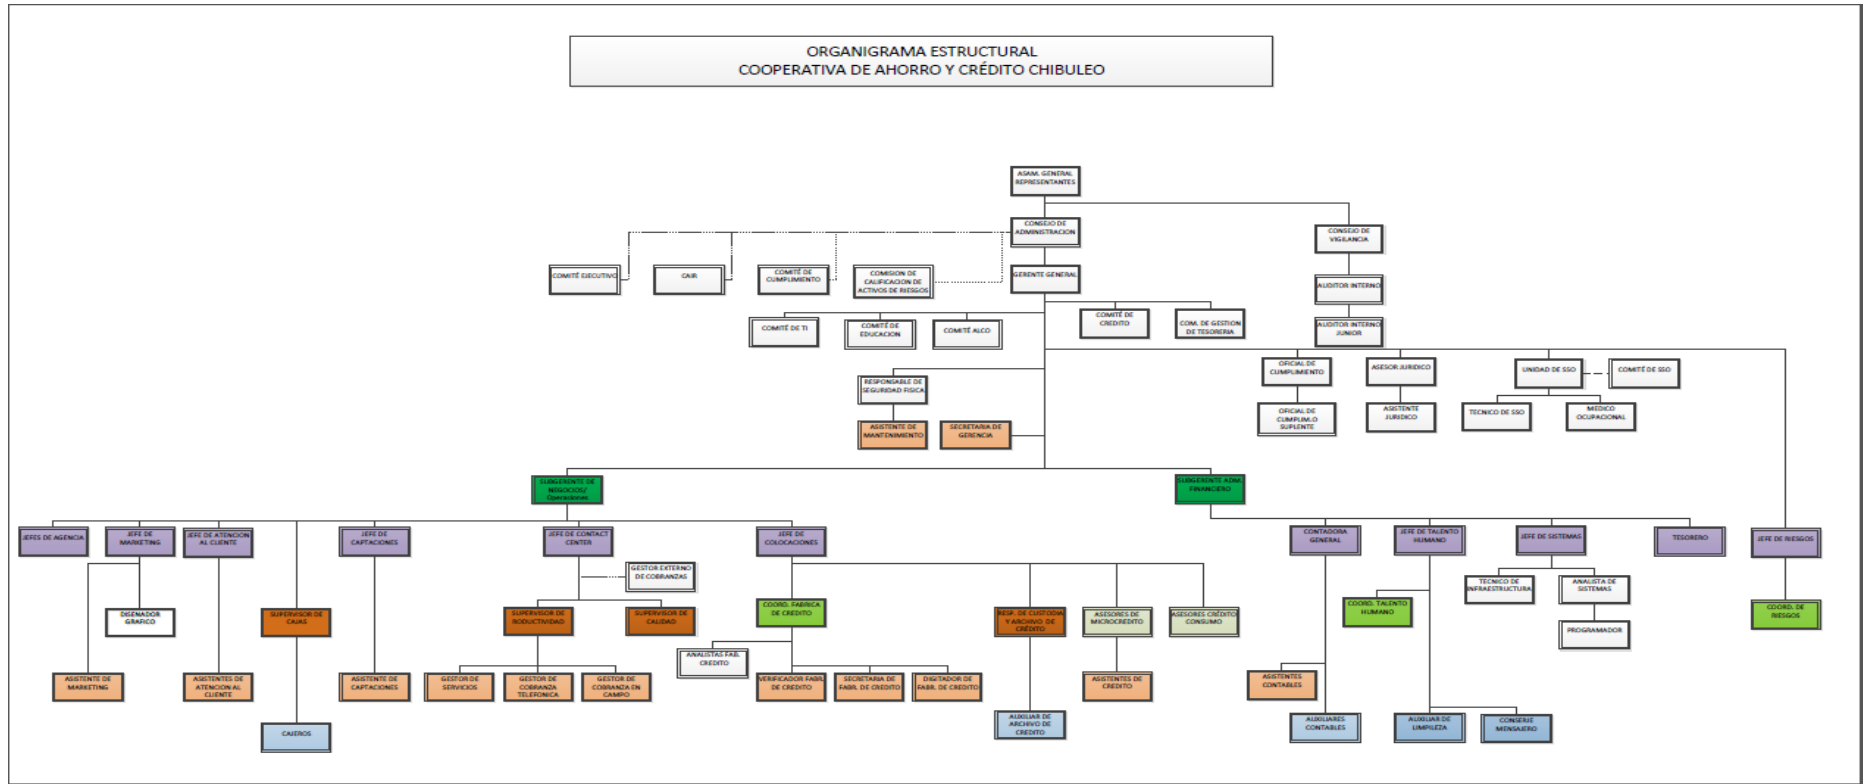 ORGANIGRAMA ESTRUCTURAL
COOPERATIVA DE AHORRO Y CRÉDITO CHIBULEO
ASAM. GENERAL
REPRESENTANTES
CONSEJO DE
ADMINISTRACION
CONSEJO DE
VIGILANCIA
COMITÉ EJECUTIVO
CAIR
COMITÉ DE
CUMPLIMIENTO
COMISION DE
CALIFICACION DE
ACTIVOS DE RIESGOS
GERENTE GENERAL
AUDITOR INTERNO
COMITÉ DE TI
COMITÉ DE
EDUCACION
COMITÉ ALCO
COMITÉ DE
CREDITO
COM. DE GESTION
DE TESORERIA
AUDITOR INTERNO
JUNIOR
RESPONSABLE DE
SEGURIDAD FISICA
OFICIAL DE
CUMPLIMIENTO
ASESOR JURIDICO
UNIDAD DE SSO
COMITÉ DE SSO
ASISTENTE DE
MANTENIMIENTO
SECRETARIA DE
GERENCIA
OFICIAL DE
CUMPLIM.LO
SUPLENTE
ASISTENTE
JURIDICO
TECNICO DE SSO
MEDICO
OCUPACIONAL
SUBGERENTE DE
NEGOCIOS/
Operaciones
SUBGERENTE ADM.
FINANCIERO
JEFES DE AGENCIA
JEFE DE
MARKETING
JEFE DE ATENCION
AL CLIENTE
JEFE DE
CAPTACIONES
JEFE DE CONTACT
CENTER
JEFE DE
COLOCACIONES
CONTADORA
GENERAL
JEFE DE TALENTO
HUMANO
JEFE DE SISTEMAS
TESORERO
JEFE DE RIESGOS
GESTOR EXTERNO
DE COBRANZAS
TECNICO DE
INFRAESTRUCTURA
ANALISTA DE
SISTEMAS
DISENADOR
GRAFICO
SUPERVISOR DE
CAJAS
SUPERVISOR DE
RODUCTIVIDAD
SUPERVISOR DE
CALIDAD
COORD. FABRICA
DE CREDITO
RESP. DE CUSTODIA
Y ARCHIVO DE
CRÉDITO
ASESORES DE
MICROCREDITO
ASESORES CRÉDITO
CONSUMO
COORD. TALENTO
HUMANO
PROGRAMADOR
COORD. DE
RIESGOS
ANALISTAS FAB.
CREDITO
ASISTENTE DE
MARKETING
ASISTENTES DE
ATENCION AL
CLIENTE
ASISTENTE DE
CAPTACIONES
GESTOR DE
SERVICIOS
GESTOR DE
COBRANZA
TELEFONICA
GESTOR DE
COBRANZA EN
CAMPO
VERIFICADOR FABR.
DE CREDITO
SECRETARIA DE
FABR. DE CREDITO
DIGITADOR DE
FABR. DE CREDITO
ASISTENTES DE
CREDITO
ASISTENTES
CONTABLES
CAJEROS
AUXILIAR DE
ARCHIVO DE
CREDITO
AUXILIARES
CONTABLES
AUXILIAR DE
LIMPIEZA
CONSERJE
MENSAJERO